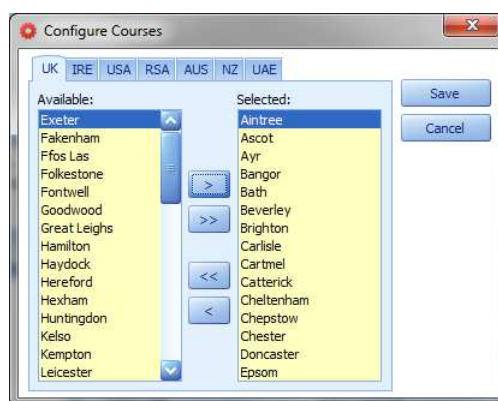 Configure Courses
UK IRE USA RSA AUS NZ UAE
Available:
Exeter
Fakenham
Ffos Las
Folkestone
Fontwell
Goodwood
Great Leighs
Hamilton
Haydock
Hereford
Hexham
Huntingdon
Kelso
Kempton
Leicester
>
>>
<<
<
Selected:
Aintree
Ascot
Ayr
Bangor
Bath
Beverley
Brighton
Carlisle
Cartmel
Catterick
Cheltenham
Chepstow
Chester
Doncaster
Epsom
Save
Cancel